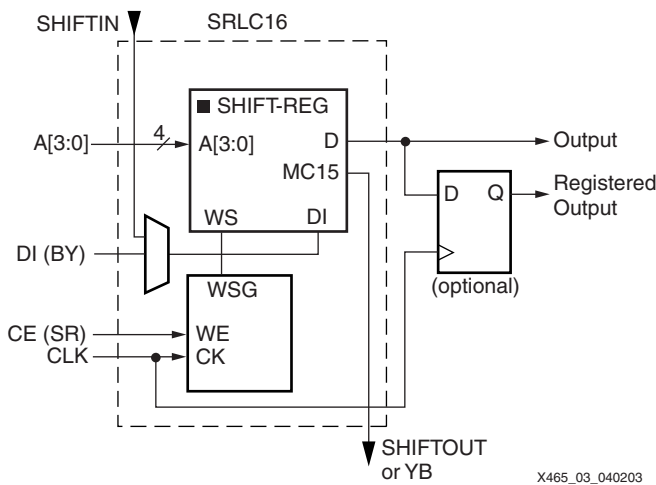 SHIFTIN
SRLC16
SHIFT-REG
A[3:0]
4
A[3:0]
D
MC15
Output
D
Q
Registered
Output
WS
DI
DI (BY)
(optional)
WSG
CE (SR)
WE
CLK
CK
SHIFTOUT
or YB
X465_03_040203